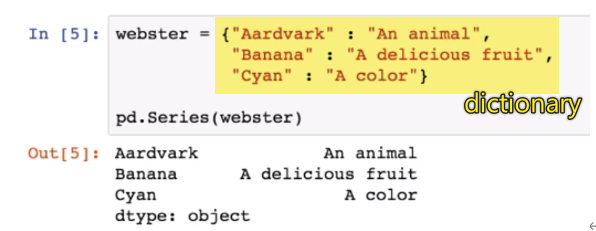 In [5]: webster = {"Aardvark" : "An animal",
"Banana" : "A delicious fruit",
"Cyan" : "A color"}
dictionary
pd.Series(webster)
Out[5]: Aardvark An animal
Banana A delicious fruit
Cyan A color
dtype: object